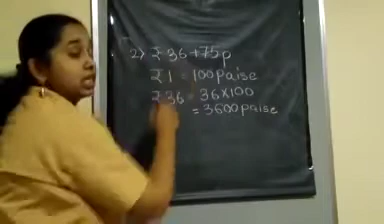 2) ₹ 36 + 75p
₹ 1 = 100 paise
₹ 36 = 36 × 100
= 3600 paise